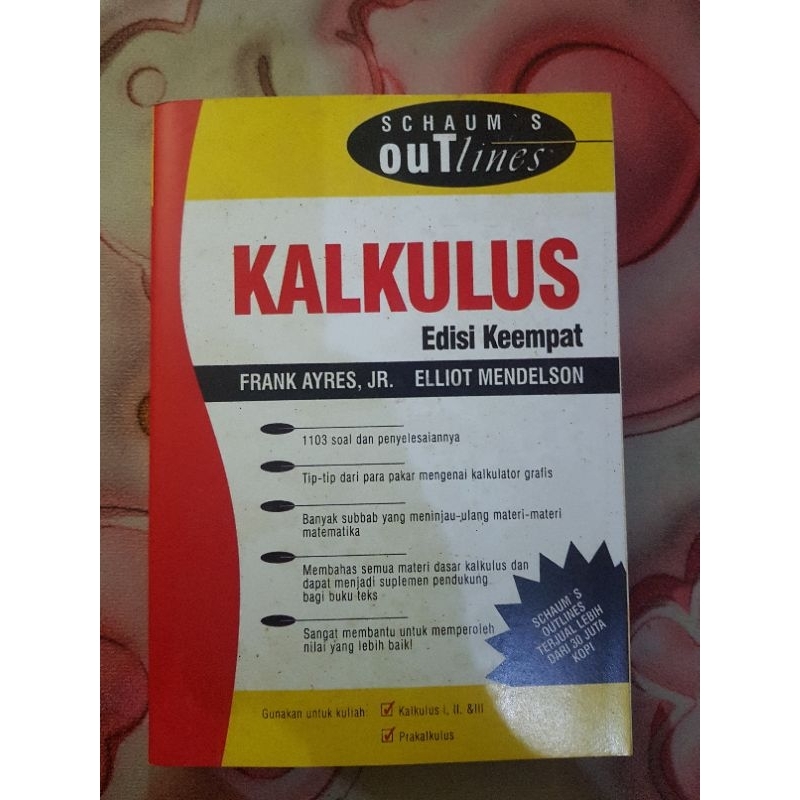 SCHAUM'S
ouTlines
KALKULUS
Edisi Keempat
FRANK AYRES, JR. ELLIOT MENDELSON
1103 soal dan penyelesaiannya
Tip-tip dari para pakar mengenai kalkulator grafis
Banyak subbab yang meninjau-ulang materi-materi
matematika
Membahas semua materi dasar kalkulus dan
dapat menjadi suplemen pendukung
bagi buku teks
Sangat membantu untuk memperoleh
nilai yang lebih baik!
SCHAUM'S
OUTLINES
TERJUAL LEBIH
DARI 30 JUTA
KOPI
Gunakan untuk kuliah: Kalkulus I, II, &III
Prakalkulus